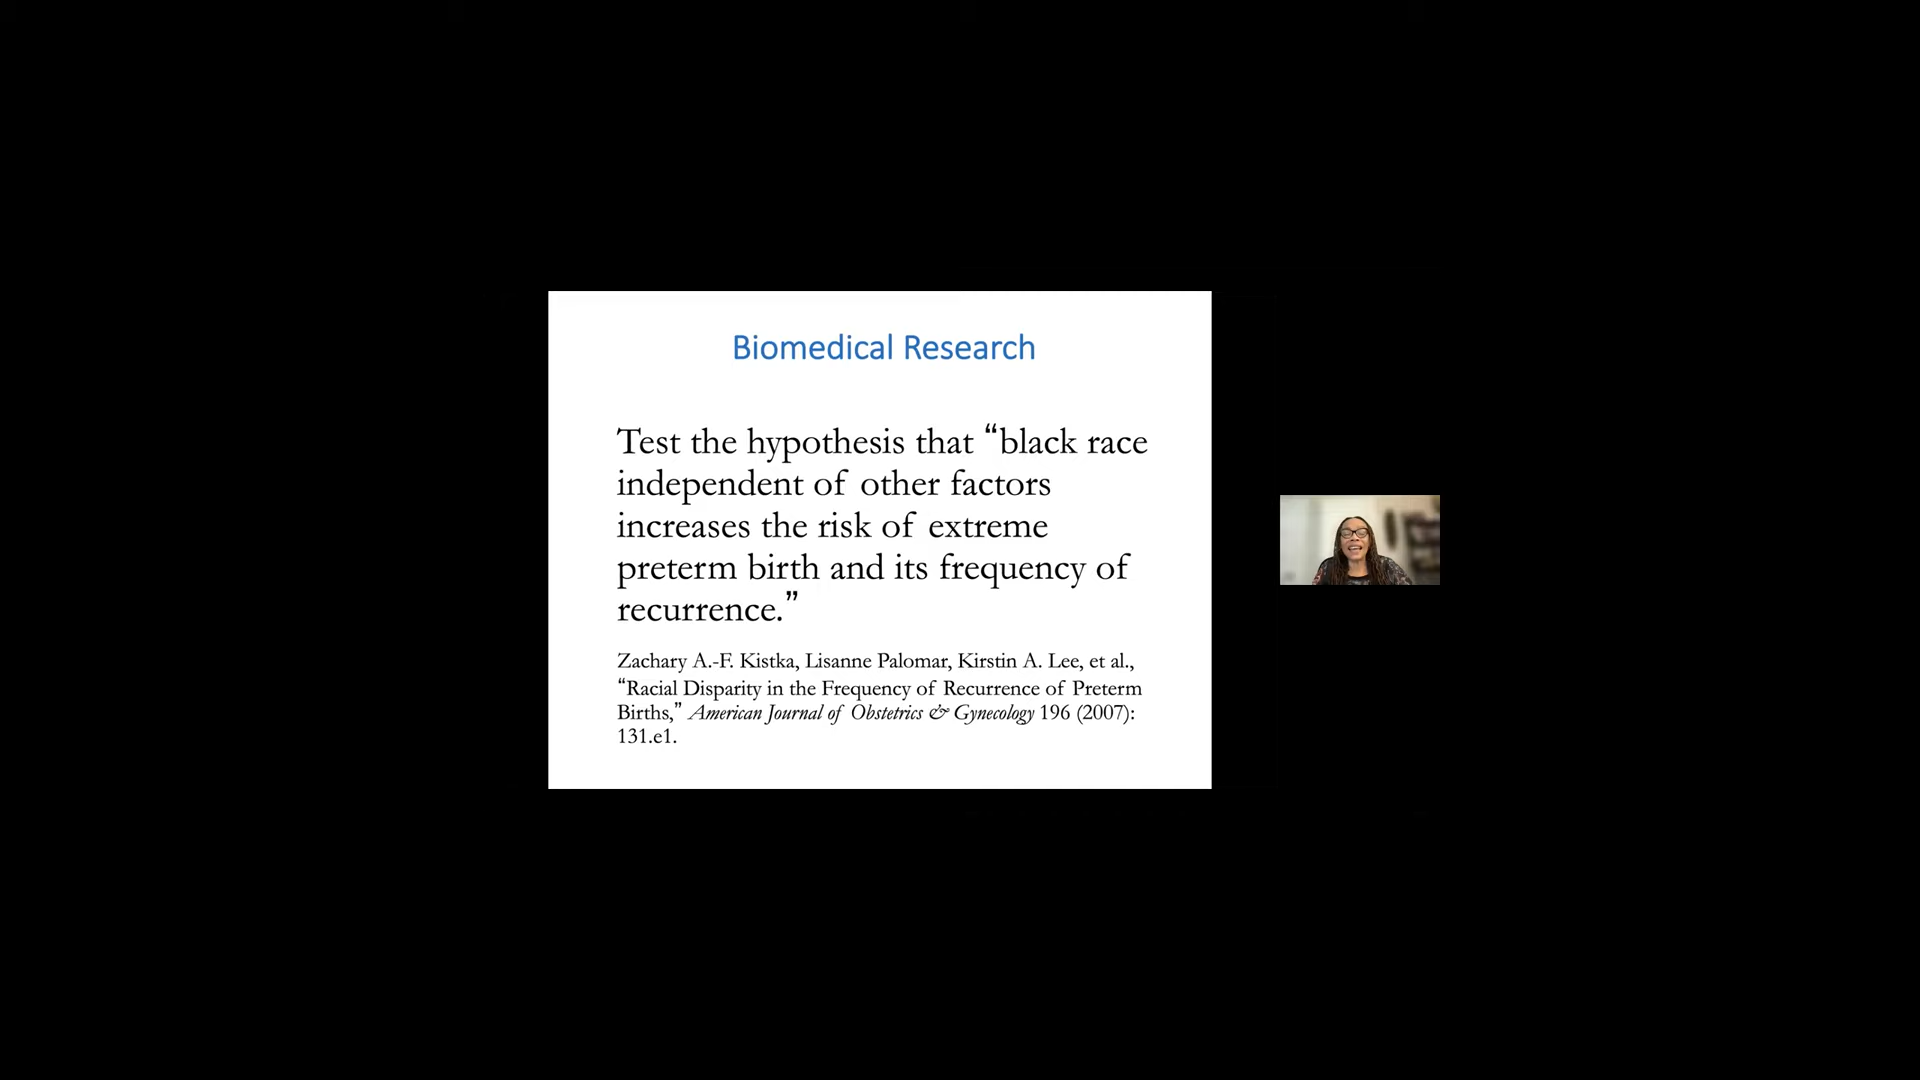 Biomedical Research
Test the hypothesis that “black race
independent of other factors
increases the risk of extreme
preterm birth and its frequency of
recurrence.”
Zachary A.-F. Kistka, Lisanne Palomar, Kirstin A. Lee, et al.,
“Racial Disparity in the Frequency of Recurrence of Preterm
Births,” American Journal of Obstetrics & Gynecology 196 (2007):
131.e1.